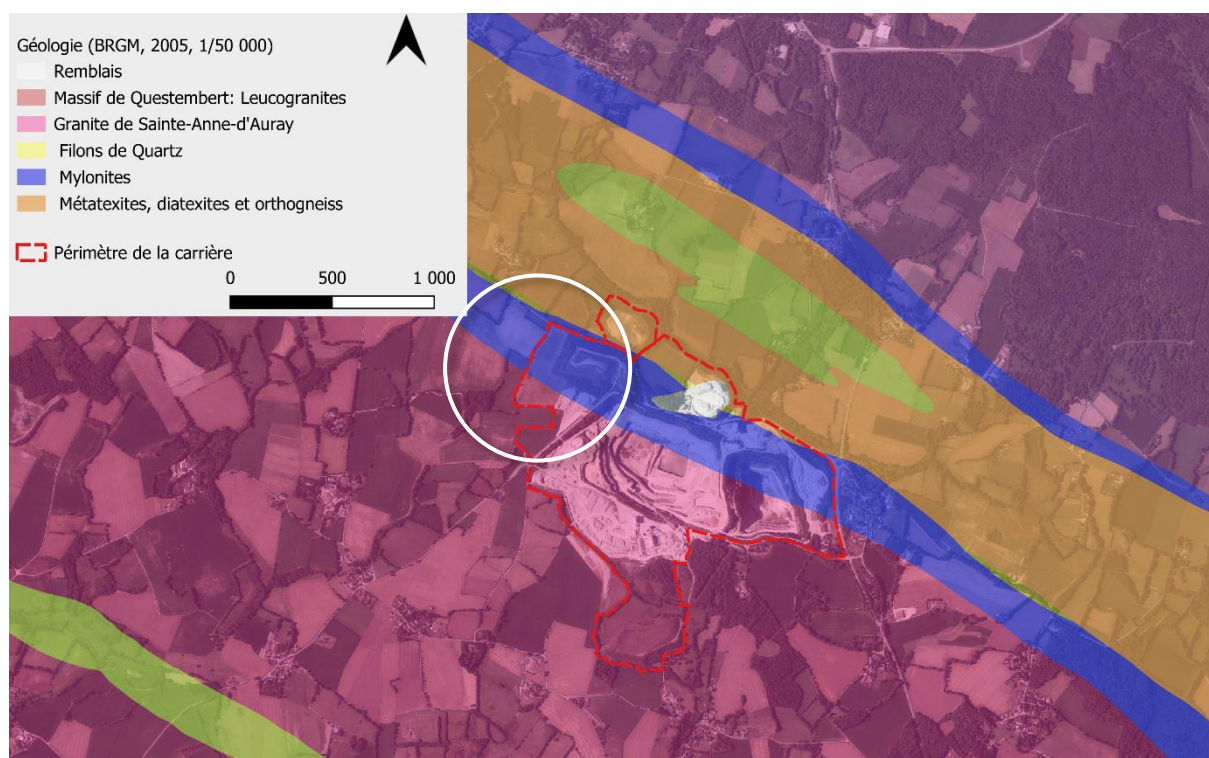 Géologie (BRGM, 2005, 1/50 000)
Remblais
Massif de Questembert: Leucogranites
Granite de Sainte-Anne-d'Auray
Filons de Quartz
Mylonites
Métatexites, diatexites et orthogneiss
Périmètre de la carrière
0 500 1 000